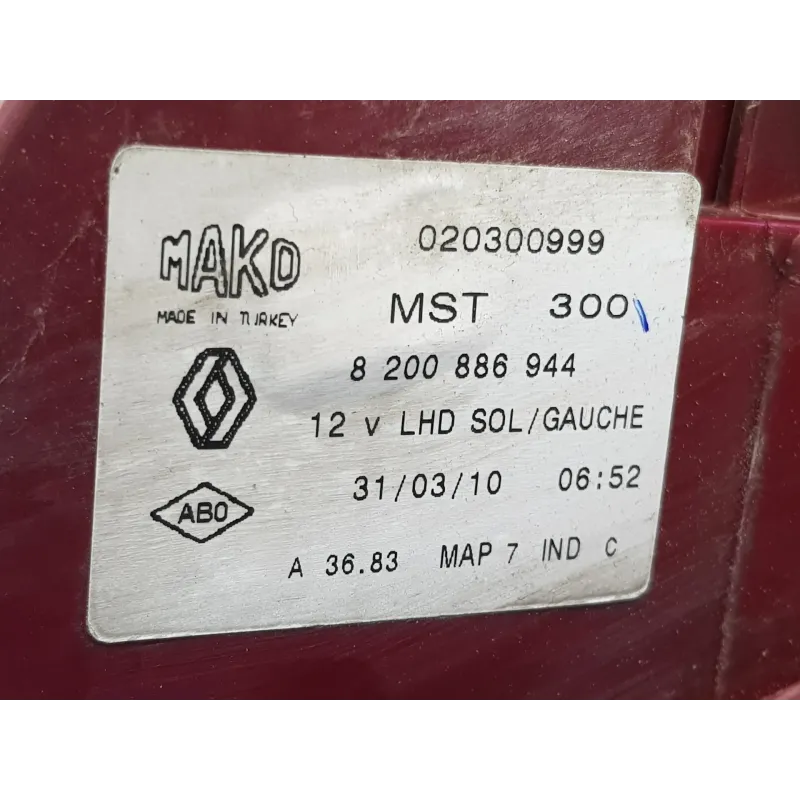 MAKO
MADE IN TURKEY
020300999
MST 300
8 200 886 944
12 v LHD SOL/GAUCHE
31/03/10 06:52
ABO
A 36.83 MAP 7 IND C